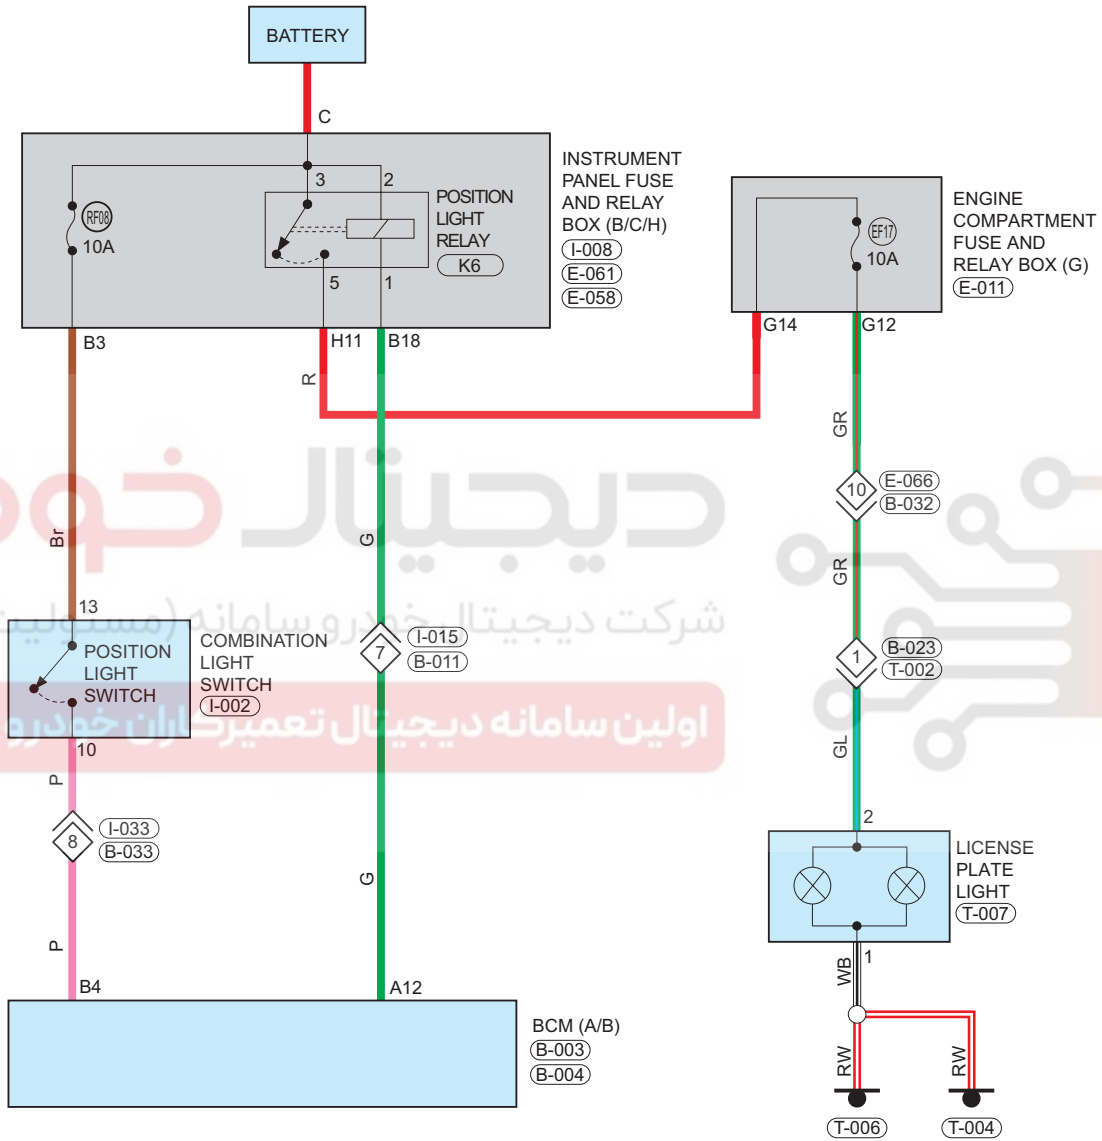 BATTERY
C
INSTRUMENT
PANEL FUSE
AND RELAY
BOX (B/C/H)
I-008
E-061
E-058
3
2
POSITION
LIGHT
RELAY
K6
RF08
10A
5
1
ENGINE
COMPARTMENT
FUSE AND
RELAY BOX (G)
E-011
EF17
10A
B3
H11
B18
G14
G12
R
GR
10
E-066
B-032
دیجیتال خودرو
Br
G
GR
شرکت دیجیتال خودرو سامانه (مسئولیت
13
POSITION
LIGHT
SWITCH
COMBINATION
LIGHT
SWITCH
I-002
7
I-015
B-011
1
B-023
T-002
اولین سامانه دیجیتال تعمیرکاران خودرو
10
P
GL
8
I-033
B-033
2
LICENSE
PLATE
LIGHT
T-007
G
P
WB
1
B4
A12
BCM (A/B)
B-003
B-004
RW
RW
T-006
T-004